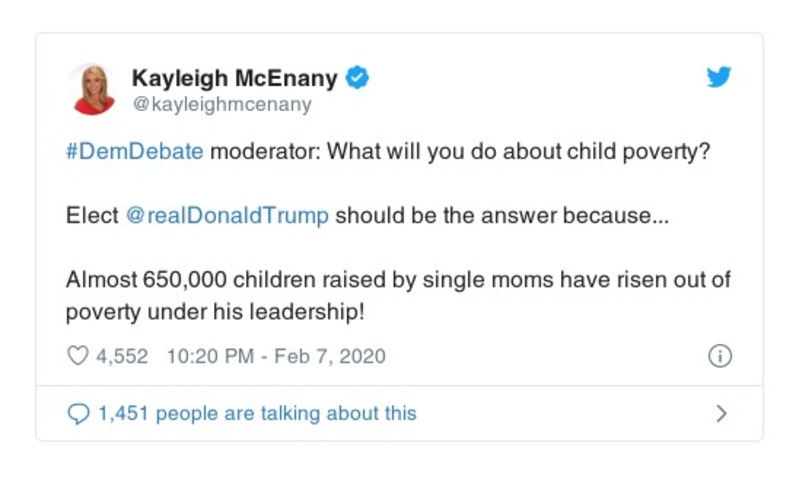 Kayleigh McEnany
@kayleighmcenany
#DemDebate moderator: What will you do about child poverty?
Elect @realDonaldTrump should be the answer because...
Almost 650,000 children raised by single moms have risen out of
poverty under his leadership!
4,552 10:20 PM - Feb 7, 2020
1,451 people are talking about this